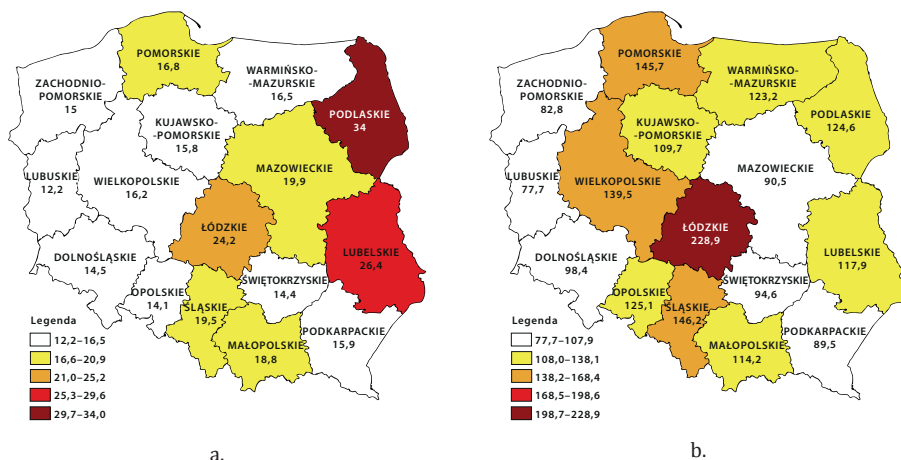 POMORSKIE
16,8
ZACHODNIO-
POMORSKIE
15
WARMIŃSKO-
-MAZURSKIE
16,5
PODLASKIE
34
KUJAWSKO-
-POMORSKIE
15,8
MAZOWIECKIE
19,9
LUBUSKIE
12,2
WIELKOPOLSKIE
16,2
ŁÓDZKIE
24,2
LUBELSKIE
26,4
DOLNOŚLĄSKIE
14,5
OPOLSKIE
14,1
ŚLĄSKIE
19,5
ŚWIĘTOKRZYSKIE
14,4
MAŁOPOLSKIE
18,8
PODKARPACKIE
15,9
Legenda
12,2–16,5
16,6–20,9
21,0–25,2
25,3–29,6
29,7–34,0
a.
POMORSKIE
145,7
ZACHODNIO-
POMORSKIE
82,8
WARMIŃSKO-
-MAZURSKIE
123,2
PODLASKIE
124,6
KUJAWSKO-
-POMORSKIE
109,7
MAZOWIECKIE
90,5
LUBUSKIE
77,7
WIELKOPOLSKIE
139,5
ŁÓDZKIE
228,9
LUBELSKIE
117,9
DOLNOŚLĄSKIE
98,4
OPOLSKIE
125,1
ŚLĄSKIE
146,2
ŚWIĘTOKRZYSKIE
94,6
MAŁOPOLSKIE
114,2
PODKARPACKIE
89,5
Legenda
77,7–107,9
108,0–138,1
138,2–168,4
168,5–198,6
198,7–228,9
b.